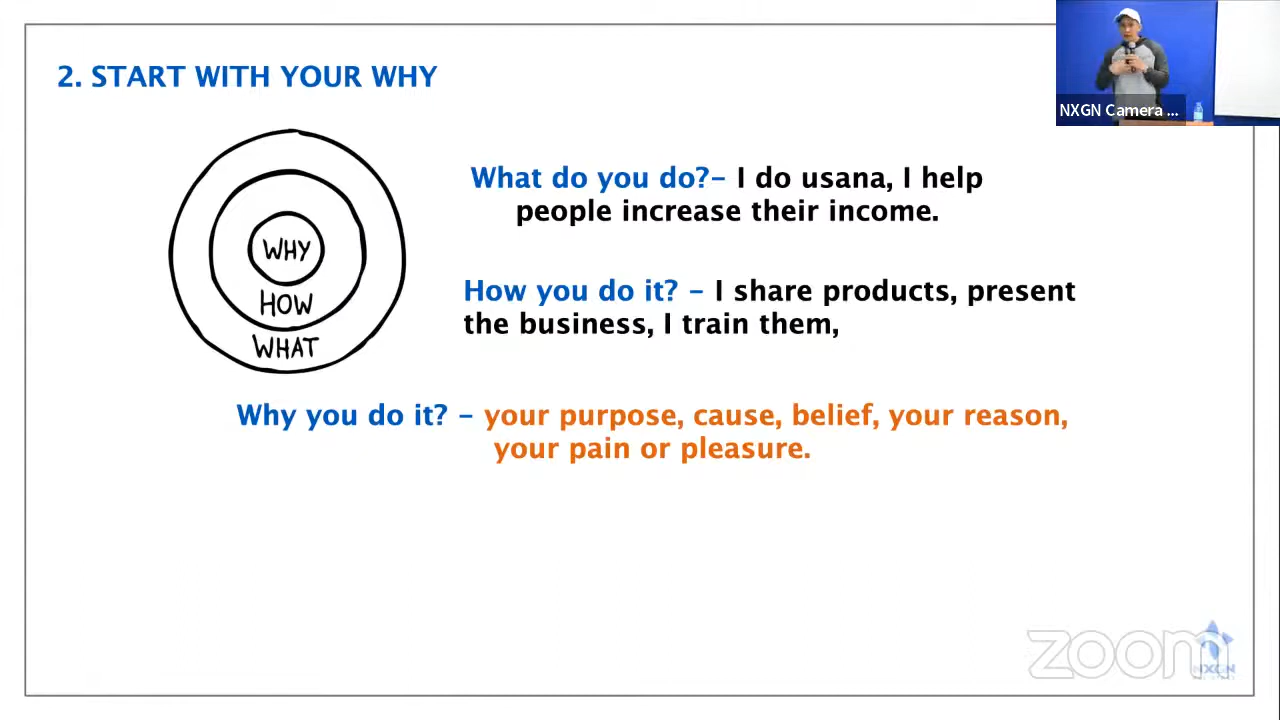 2. START WITH YOUR WHY
NXGN Camera ...
WHY
HOW
WHAT
What do you do?- I do usana, I help
people increase their income.
How you do it? - I share products, present
the business, I train them,
Why you do it? - your purpose, cause, belief, your reason,
your pain or pleasure.
zoom
NXGN